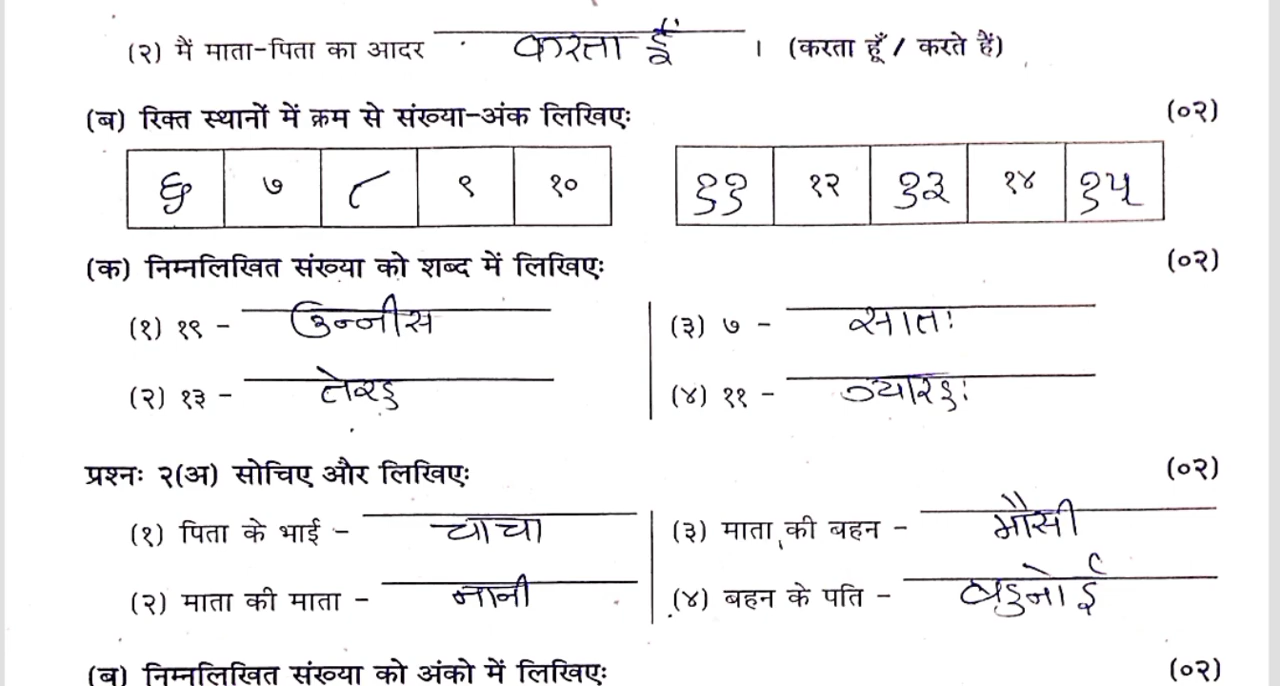 (२) मैं माता-पिता का आदर करता हूँ । (करता हूँ / करते हैं)
(ब) रिक्त स्थानों में क्रम से संख्या-अंक लिखिएः (०२)
६ ७ ८ ९ १० ११ १२ १३ १४ १५
(क) निम्नलिखित संख्या को शब्द में लिखिएः (०२)
(१) १९ - उन्नीस (३) ७ - सातः
(२) १३ - तेरह (४) ११ - ग्यारहः
प्रश्नः २(अ) सोचिए और लिखिएः (०२)
(१) पिता के भाई - चाचा (३) माता की बहन - मौसी
(२) माता की माता - नानी (४) बहन के पति - बहनोई
(ब) निम्नलिखित संख्या को अंको में लिखिएः (०२)